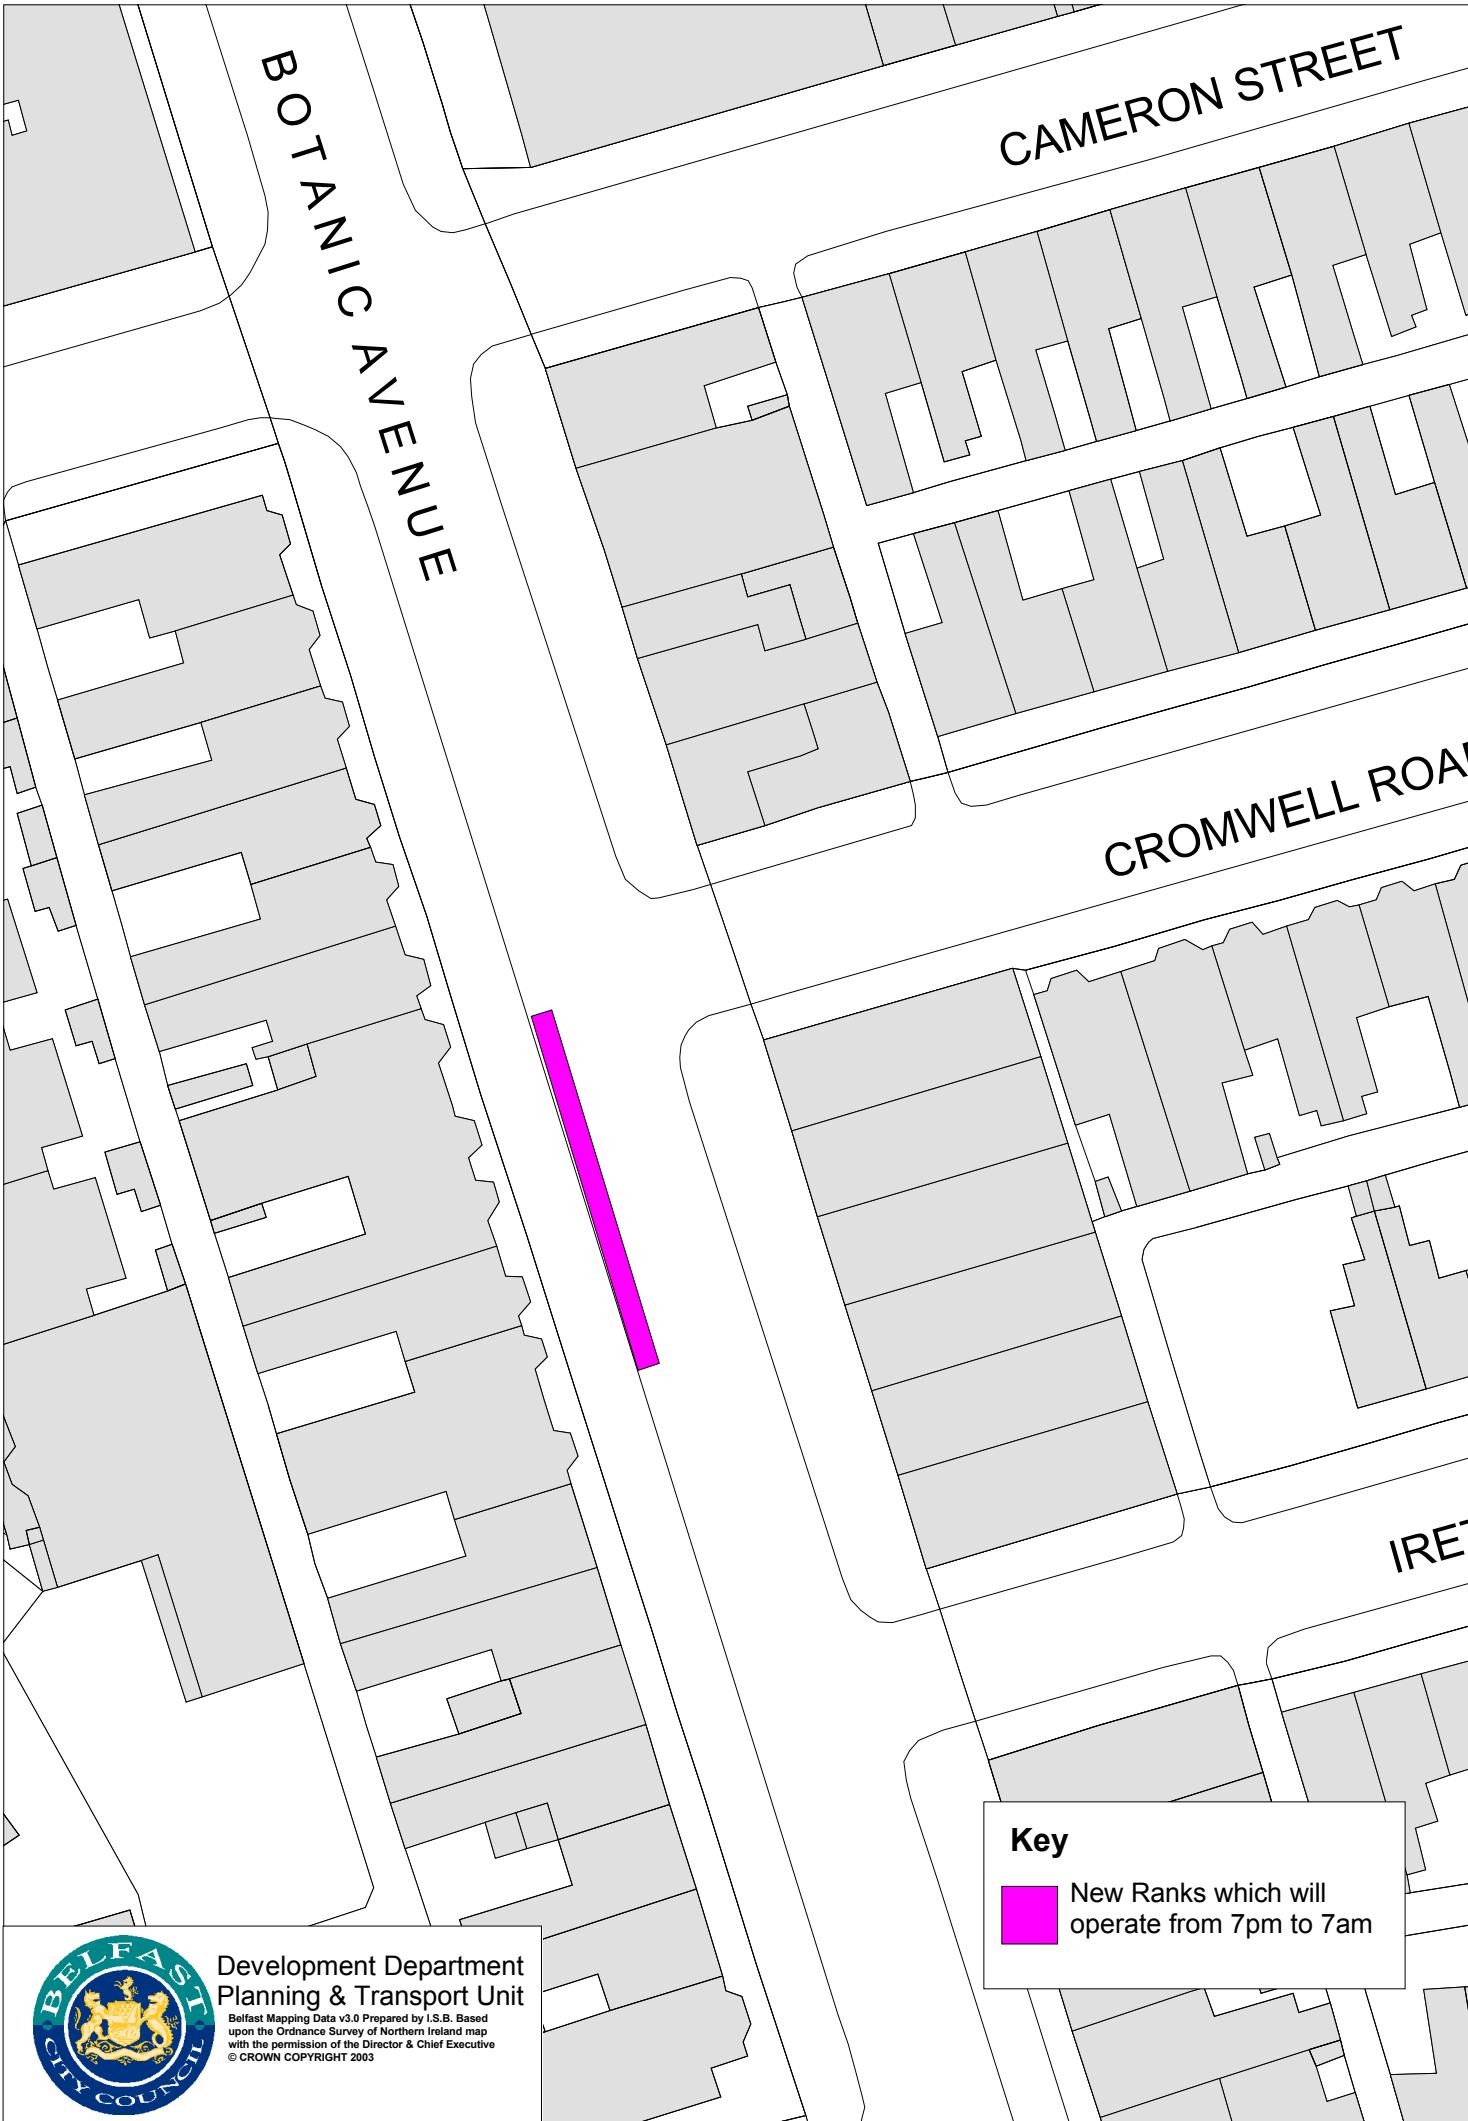 BOTANIC AVENUE
CAMERON STREET
CROMWELL ROA
IRET
Key
New Ranks which will
operate from 7pm to 7am
BELFAST
CITY COUNCIL
Development Department
Planning & Transport Unit
Belfast Mapping Data v3.0 Prepared by I.S.B. Based
upon the Ordnance Survey of Northern Ireland map
with the permission of the Director & Chief Executive
© CROWN COPYRIGHT 2003